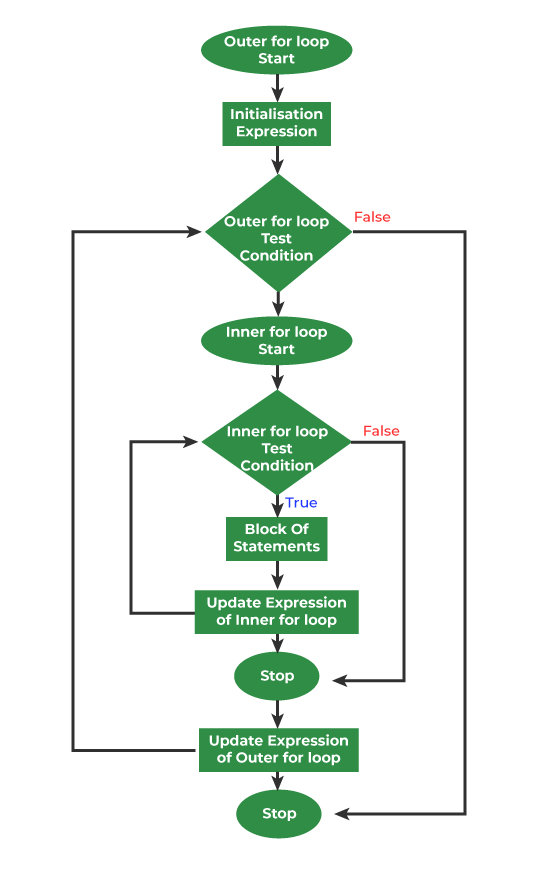 Outer for loop
Start
Initialisation
Expression
Outer for loop
Test
Condition
False
Inner for loop
Start
Inner for loop
Test
Condition
False
True
Block Of
Statements
Update Expression
of Inner for loop
Stop
Update Expression
of Outer for loop
Stop